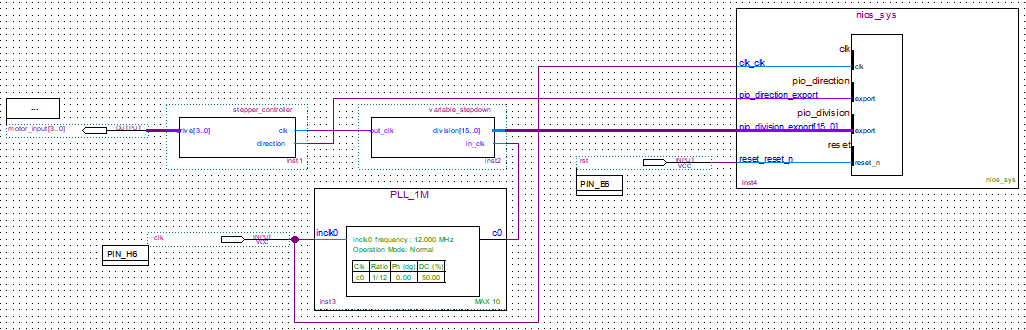 nios_sys
clk
clk_clk
clk
pio_direction
pio_direction_export
export
pio_division
pio_division_export[15..0]
export
reset
reset_reset_n
reset_n
inst4
nios_sys
...
motor_input[3..0]
OUTPUT
stepper_controller
drive[3..0]
clk
direction
inst1
variable_stepdown
out_clk
division[15..0]
in_clk
inst2
rst
INPUT
VCC
PIN_E6
PLL_1M
clk
INPUT
VCC
PIN_H6
inclk0
c0
inclk0 frequency: 12.000 MHz
Operation Mode: Normal
Clk Ratio Ph (dg) DC (%)
c0 1/12 0.00 50.00
inst3
MAX 10